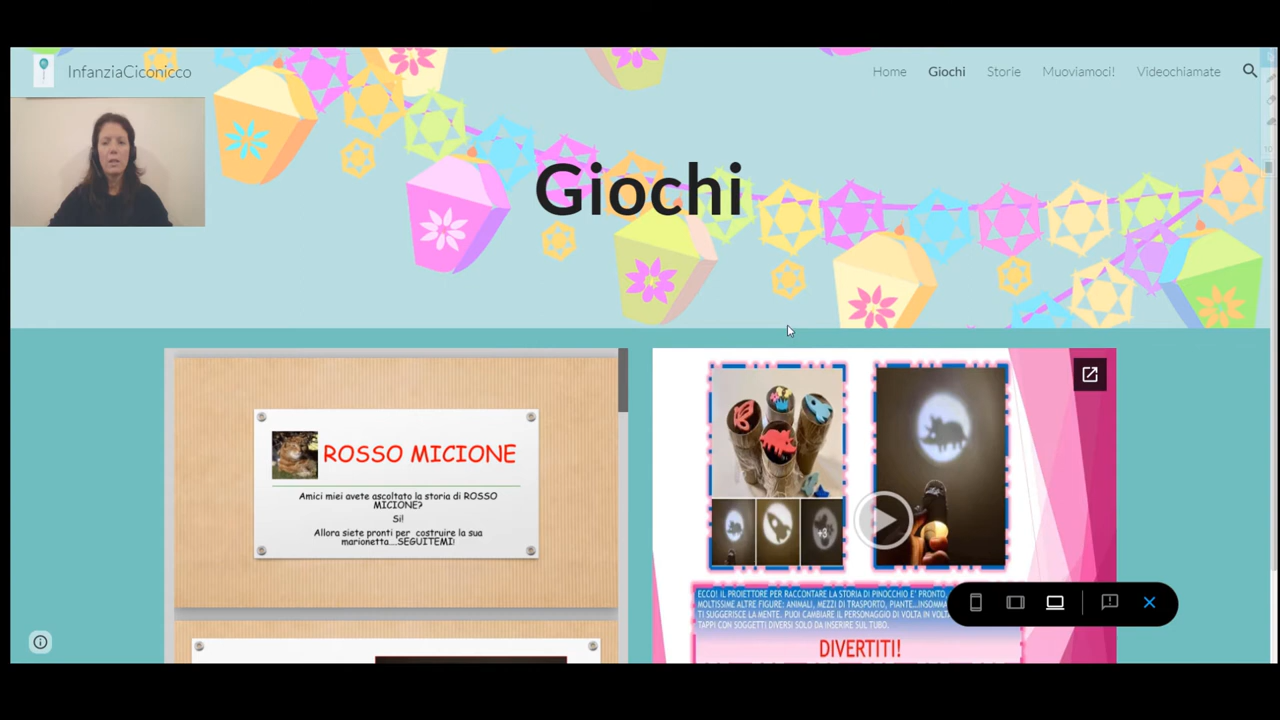 InfanziaCiconicco
Home Giochi Storie Muoviamoci! Videochiamate
Giochi
ROSSO MICIONE
Amici miei avete ascoltato la storia di ROSSO
MICIONE?
Si!
Allora siete pronti per costruire la sua
marionetta....SEGUITEMI!
+3
ECCO! IL PROIETTORE PER RACCONTARE LA STORIA DI PINOCCHIO E' PRONTO,
MOLTISSIME ALTRE FIGURE: ANIMALI, MEZZI DI TRASPORTO, PIANTE...INSOMMA
TI SUGGERISCE LA MENTE. PUOI CAMBIARE IL PERSONAGGIO DI VOLTA IN VOLTA
TAPPI CON SOGGETTI DIVERSI SOLO DA INSERIRE SUL TUBO.
DIVERTITI!